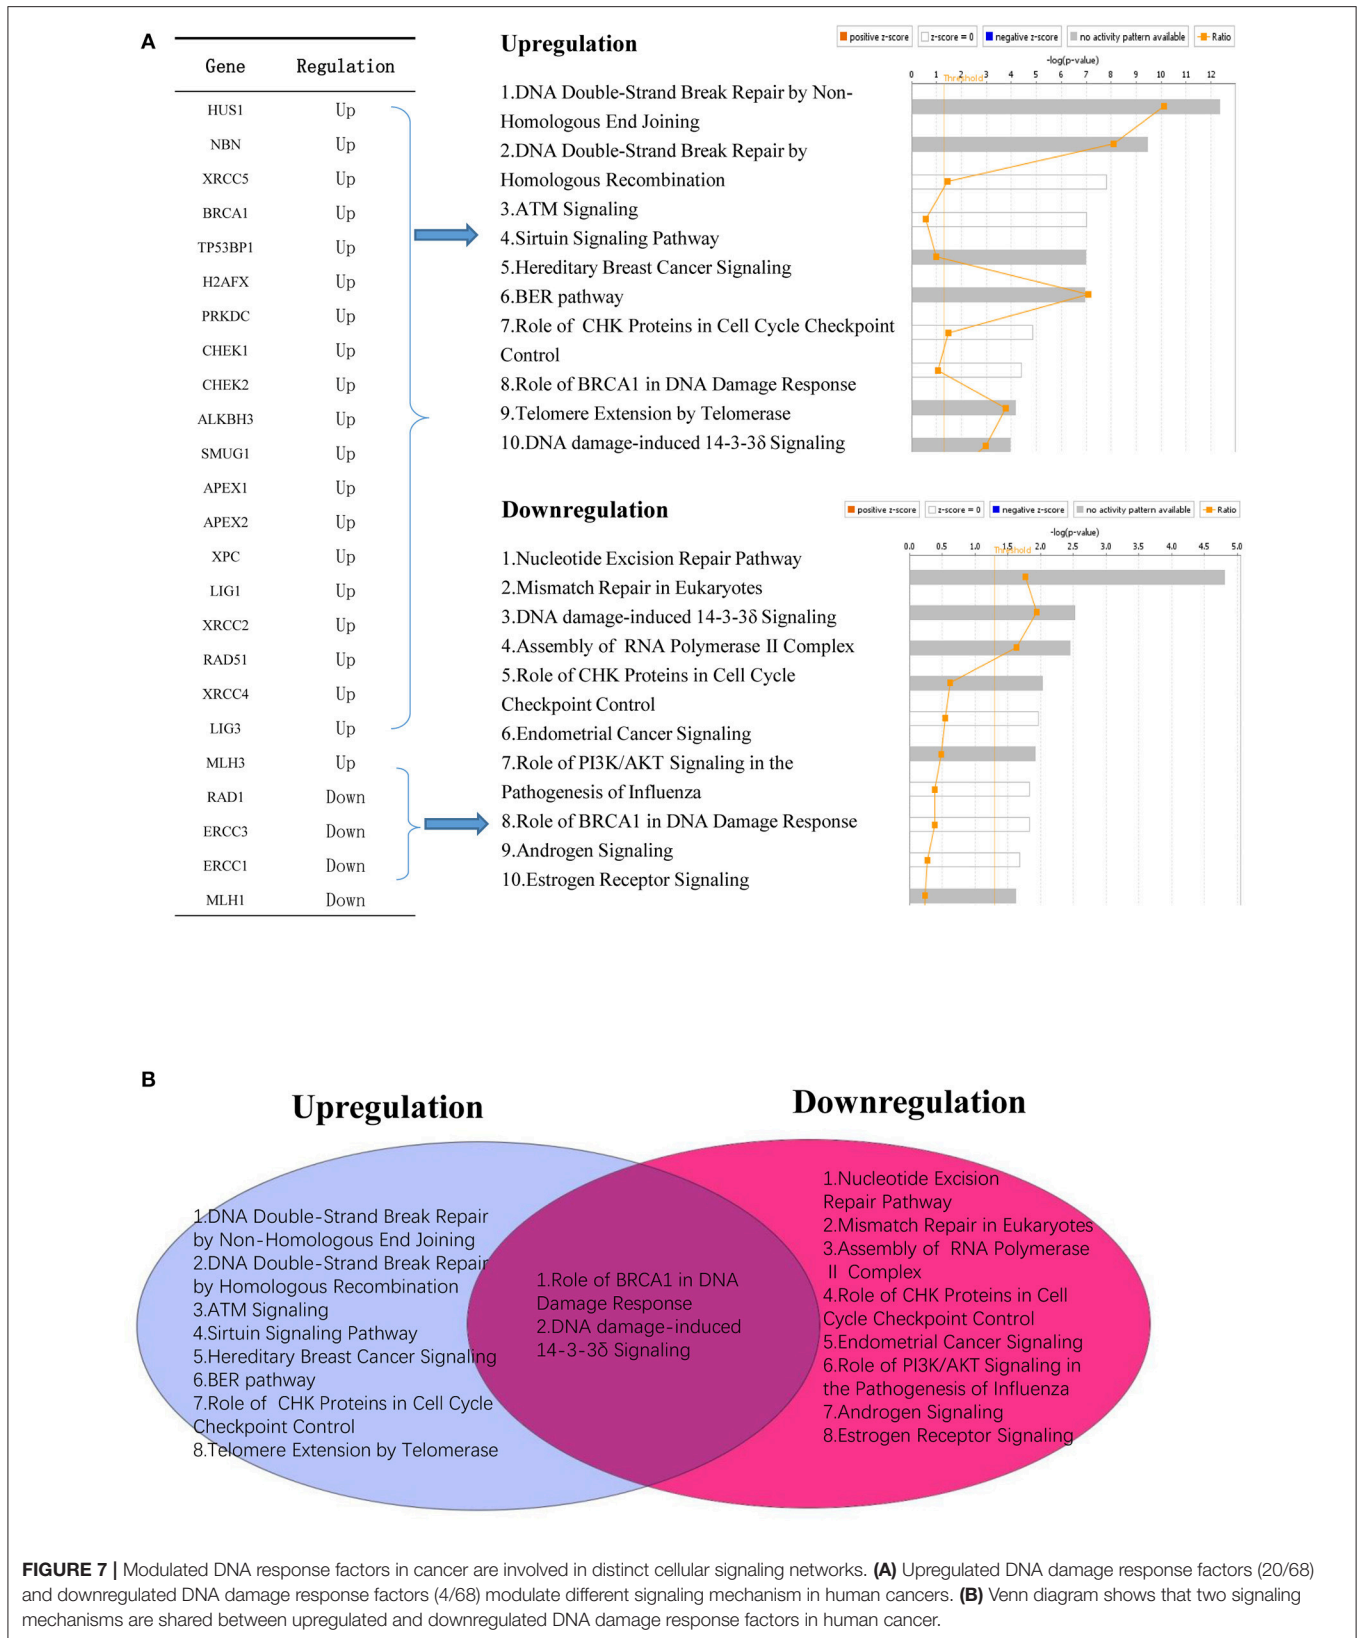 A
Gene Regulation
HUS1 Up
NBN Up
XRCC5 Up
BRCA1 Up
TP53BP1 Up
H2AFX Up
PRKDC Up
CHEK1 Up
CHEK2 Up
ALKBH3 Up
SMUG1 Up
APEX1 Up
APEX2 Up
XPC Up
LIG1 Up
XRCC2 Up
RAD51 Up
XRCC4 Up
LIG3 Up
MLH3 Up
RAD1 Down
ERCC3 Down
ERCC1 Down
MLH1 Down
Upregulation
1.DNA Double-Strand Break Repair by Non-
Homologous End Joining
2.DNA Double-Strand Break Repair by
Homologous Recombination
3.ATM Signaling
4.Sirtuin Signaling Pathway
5.Hereditary Breast Cancer Signaling
6.BER pathway
7.Role of CHK Proteins in Cell Cycle Checkpoint
Control
8.Role of BRCA1 in DNA Damage Response
9.Telomere Extension by Telomerase
10.DNA damage-induced 14-3-3δ Signaling
positive z-score z-score = 0 negative z-score no activity pattern available Ratio
-log(p-value)
0 1 2 3 4 5 6 7 8 9 10 11 12
Threshold
Downregulation
1.Nucleotide Excision Repair Pathway
2.Mismatch Repair in Eukaryotes
3.DNA damage-induced 14-3-3δ Signaling
4.Assembly of RNA Polymerase II Complex
5.Role of CHK Proteins in Cell Cycle
Checkpoint Control
6.Endometrial Cancer Signaling
7.Role of PI3K/AKT Signaling in the
Pathogenesis of Influenza
8.Role of BRCA1 in DNA Damage Response
9.Androgen Signaling
10.Estrogen Receptor Signaling
positive z-score z-score = 0 negative z-score no activity pattern available Ratio
-log(p-value)
0.0 0.5 1.0 1.5 2.0 2.5 3.0 3.5 4.0 4.5 5.0
Threshold
B
Upregulation
Downregulation
1.DNA Double-Strand Break Repair
by Non-Homologous End Joining
2.DNA Double-Strand Break Repair
by Homologous Recombination
3.ATM Signaling
4.Sirtuin Signaling Pathway
5.Hereditary Breast Cancer Signaling
6.BER pathway
7.Role of CHK Proteins in Cell Cycle
Checkpoint Control
8.Telomere Extension by Telomerase
1.Role of BRCA1 in DNA
Damage Response
2.DNA damage-induced
14-3-3δ Signaling
1.Nucleotide Excision
Repair Pathway
2.Mismatch Repair in Eukaryotes
3.Assembly of RNA Polymerase
II Complex
4.Role of CHK Proteins in Cell
Cycle Checkpoint Control
5.Endometrial Cancer Signaling
6.Role of PI3K/AKT Signaling in
the Pathogenesis of Influenza
7.Androgen Signaling
8.Estrogen Receptor Signaling
FIGURE 7 | Modulated DNA response factors in cancer are involved in distinct cellular signaling networks. (A) Upregulated DNA damage response factors (20/68)
and downregulated DNA damage response factors (4/68) modulate different signaling mechanism in human cancers. (B) Venn diagram shows that two signaling
mechanisms are shared between upregulated and downregulated DNA damage response factors in human cancer.